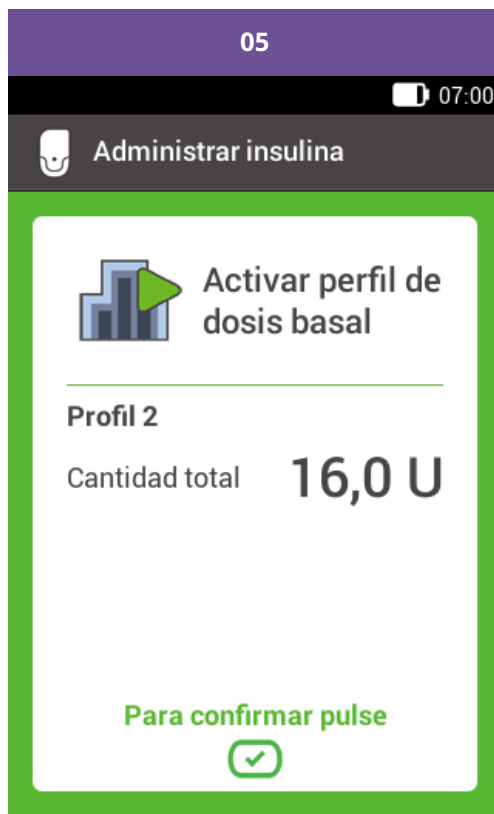 05
07:00
Administrar insulina
Activar perfil de
dosis basal
Profil 2
Cantidad total 16,0 U
Para confirmar pulse